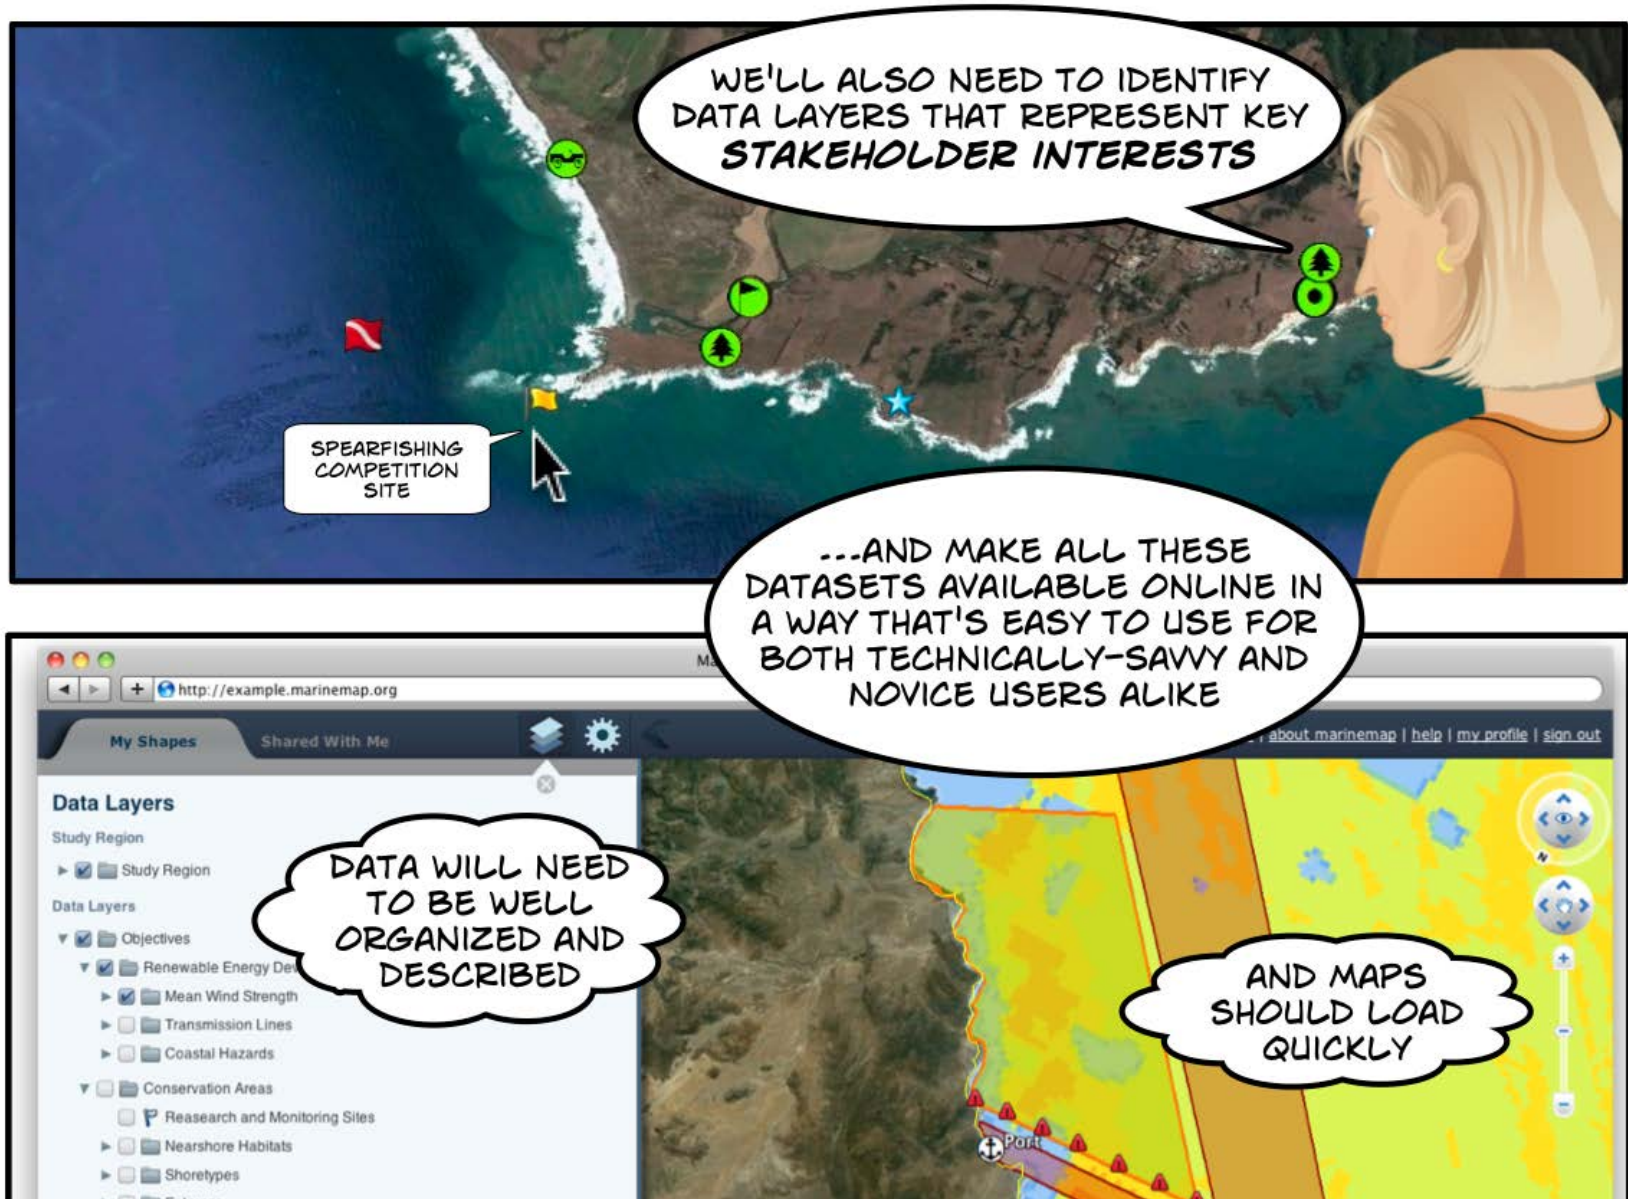 WE'LL ALSO NEED TO IDENTIFY
DATA LAYERS THAT REPRESENT KEY
STAKEHOLDER INTERESTS
SPEARFISHING
COMPETITION
SITE
...AND MAKE ALL THESE
DATASETS AVAILABLE ONLINE IN
A WAY THAT'S EASY TO USE FOR
BOTH TECHNICALLY-SAVVY AND
NOVICE USERS ALIKE
http://example.marinemap.org
My Shapes
Shared With Me
| about marinemap | help | my profile | sign out
Data Layers
Study Region
Study Region
Data Layers
Objectives
Renewable Energy
Mean Wind Strength
Transmission Lines
Coastal Hazards
Conservation Areas
Reasearch and Monitoring Sites
Nearshore Habitats
Shoretypes
DATA WILL NEED
TO BE WELL
ORGANIZED AND
DESCRIBED
N
AND MAPS
SHOULD LOAD
QUICKLY
Port